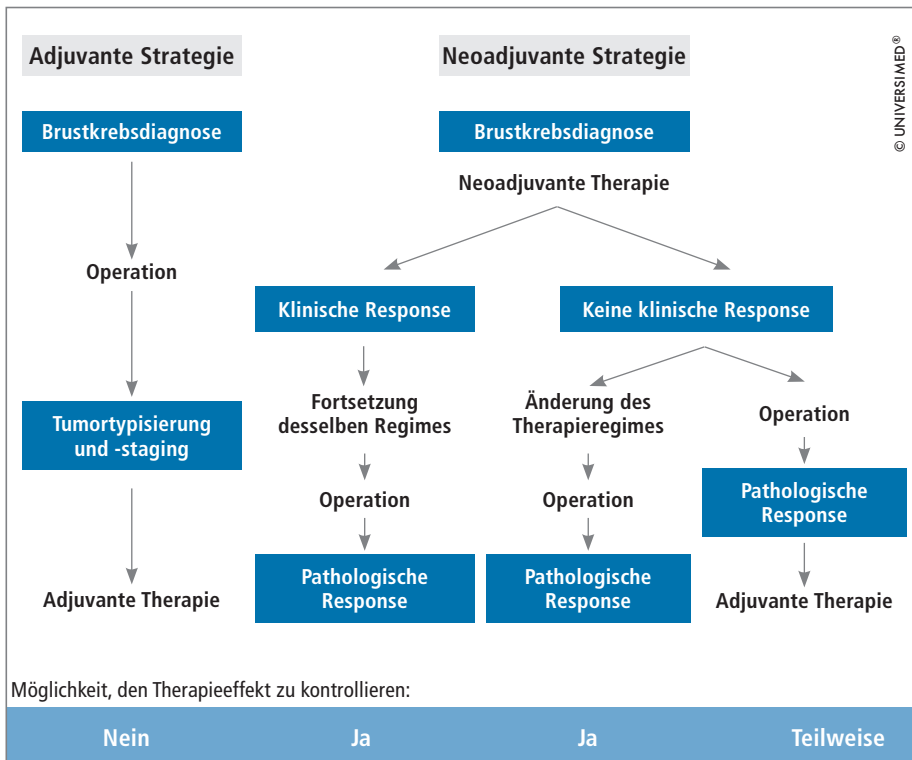 Adjuvante Strategie
Neoadjuvante Strategie
© UNIVERSIMED®
Brustkrebsdiagnose
Brustkrebsdiagnose
Neoadjuvante Therapie
Operation
Klinische Response
Keine klinische Response
Tumortypisierung
und -staging
Fortsetzung
desselben Regimes
Änderung des
Therapieregimes
Operation
Operation
Operation
Pathologische
Response
Pathologische
Response
Pathologische
Response
Adjuvante Therapie
Adjuvante Therapie
Möglichkeit, den Therapieeffekt zu kontrollieren:
Nein
Ja
Ja
Teilweise